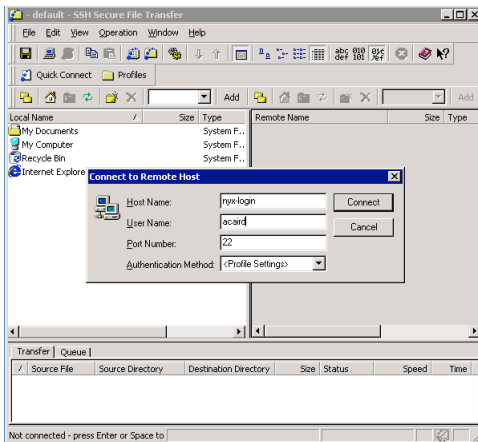 - default - SSH Secure File Transfer
File Edit View Operation Window Help
abc def 010 101
Quick Connect Profiles
Add Add
Local Name / Size Type Remote Name Size Type
My Documents System F..
My Computer System F..
Recycle Bin System F..
Internet Explore
Connect to Remote Host
Host Name: nyx-login Connect
User Name: acaird Cancel
Port Number: 22
Authentication Method: <Profile Settings>
Transfer Queue
/ Source File Source Directory Destination Directory Size Status Speed Time
Not connected - press Enter or Space to